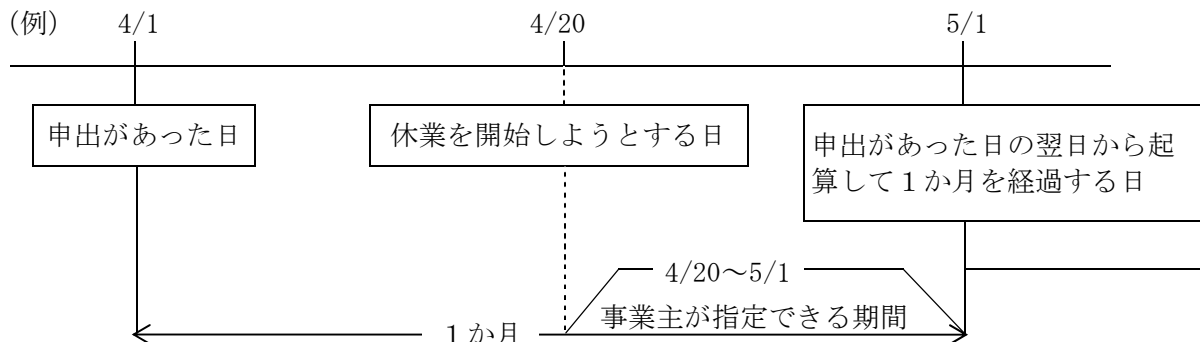 (例) 4/1 4/20 5/1
申出があった日
休業を開始しようとする日
申出があった日の翌日から起
算して１か月を経過する日
4/20～5/1
事業主が指定できる期間
１か月